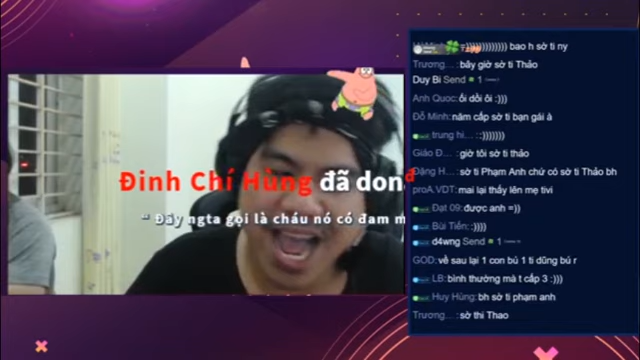 Đinh Chí Hùng đã don
" Đây ngta gọi là cháu nó có đam m
=))))))))))))) bao h sờ ti ny
Trương... : bây giờ sờ ti Thảo
Duy Bi Send 1
Anh Quoc: ối dồi ôi :)))
Đỗ Minh: năm cấp sờ ti bạn gái à
trung hi... : :)))))))
Giáo Đ... : giờ tôi sờ ti thảo
Đặng H... : sờ ti Phạm Anh chứ có sờ ti Thảo bh
proA.VDT: mai lại thấy lên mẹ tivi
Đạt 09: được anh =))
Bùi Tiến: :))))
d4wng Send 1
GOD: về sau lại 1 con bú 1 ti dũng bú r
LB: bình thường mà t cấp 3 :)))
Huy Hùng: bh sờ ti phạm anh
Trương... : sờ thi Thao